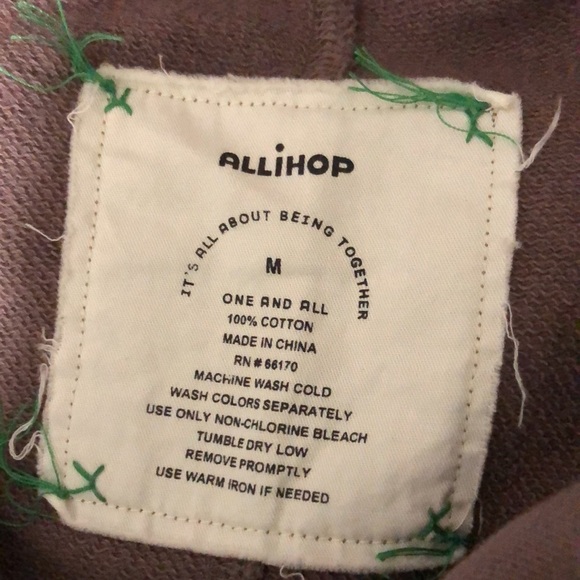 ALLiHOP
IT'S ALL ABOUT BEING TOGETHER
M
ONE AND ALL
100% COTTON
MADE IN CHINA
RN # 66170
MACHINE WASH COLD
WASH COLORS SEPARATELY
USE ONLY NON-CHLORINE BLEACH
TUMBLE DRY LOW
REMOVE PROMPTLY
USE WARM IRON IF NEEDED